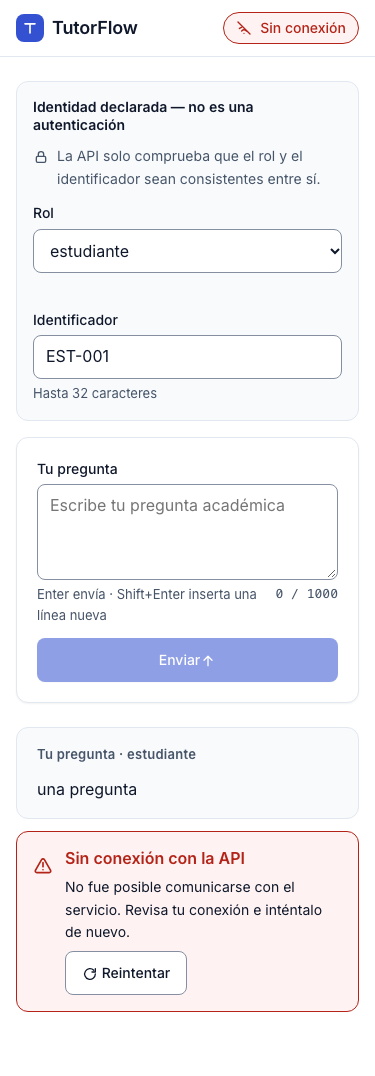 TutorFlow
Sin conexión
Identidad declarada — no es una
autenticación
La API solo comprueba que el rol y el
identificador sean consistentes entre sí.
Rol
estudiante
Identificador
EST-001
Hasta 32 caracteres
Tu pregunta
Escribe tu pregunta académica
Enter envía · Shift+Enter inserta una
línea nueva
0 / 1000
Enviar↑
Tu pregunta · estudiante
una pregunta
Sin conexión con la API
No fue posible comunicarse con el
servicio. Revisa tu conexión e inténtalo
de nuevo.
Reintentar